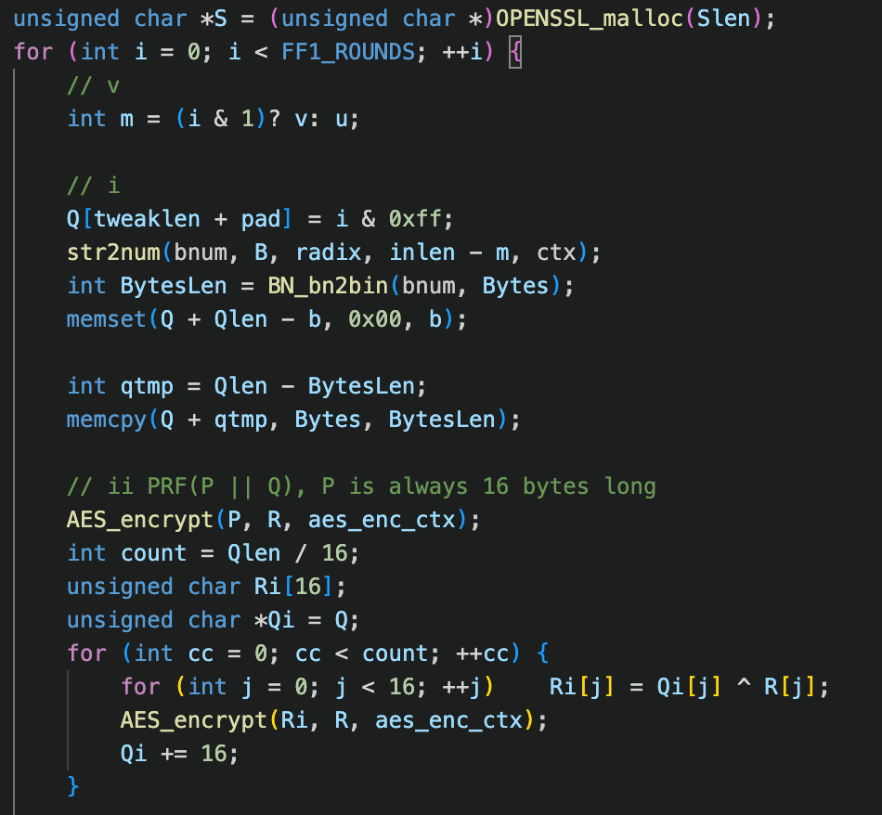 unsigned char *S = (unsigned char *)OPENSSL_malloc(Slen);
for (int i = 0; i < FF1_ROUNDS; ++i) {
    // v
    int m = (i & 1)? v: u;

    // i
    Q[tweaklen + pad] = i & 0xff;
    str2num(bnum, B, radix, inlen - m, ctx);
    int BytesLen = BN_bn2bin(bnum, Bytes);
    memset(Q + Qlen - b, 0x00, b);

    int qtmp = Qlen - BytesLen;
    memcpy(Q + qtmp, Bytes, BytesLen);

    // ii PRF(P || Q), P is always 16 bytes long
    AES_encrypt(P, R, aes_enc_ctx);
    int count = Qlen / 16;
    unsigned char Ri[16];
    unsigned char *Qi = Q;
    for (int cc = 0; cc < count; ++cc) {
        for (int j = 0; j < 16; ++j)    Ri[j] = Qi[j] ^ R[j];
        AES_encrypt(Ri, R, aes_enc_ctx);
        Qi += 16;
    }